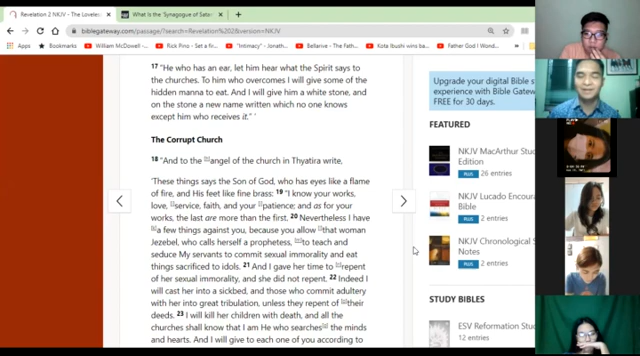 Revelation 2 NKJV - The Loveles
What Is the 'Synagogue of Satan
biblegateway.com/passage/?search=Revelation%202&version=NKJV
Apps
Bookmarks
William McDowell -
Rick Pino - Set a fi
"Intimacy" - Jonath
Bellarive - The Father
Kota Ibushi wins ba
Father God I Wonde
17 "He who has an ear, let him hear what the Spirit says to
the churches. To him who overcomes I will give some of the
hidden manna to eat. And I will give him a white stone, and
on the stone a new name written which no one knows
except him who receives it." '
The Corrupt Church
18 "And to the angel of the church in Thyatira write,
'These things says the Son of God, who has eyes like a flame
of fire, and His feet like fine brass: 19 "I know your works,
love, service, faith, and your patience; and as for your
works, the last are more than the first. 20 Nevertheless I have
a few things against you, because you allow that woman
Jezebel, who calls herself a prophetess, to teach and
seduce My servants to commit sexual immorality and eat
things sacrificed to idols. 21 And I gave her time to repent
of her sexual immorality, and she did not repent. 22 Indeed I
will cast her into a sickbed, and those who commit adultery
with her into great tribulation, unless they repent of their
deeds. 23 I will kill her children with death, and all the
churches shall know that I am He who searches the minds
and hearts. And I will give to each one of you according to
Upgrade your digital Bible s
experience with Bible Gatew
FREE for 30 days.
FEATURED
NKJV MacArthur Stud
Edition
PLUS 26 entries
NKJV Lucado Encoura
Bible
PLUS 2 entries
NKJV Chronological S
Notes
PLUS 2 entries
STUDY BIBLES
ESV Reformation Stud
12 entries